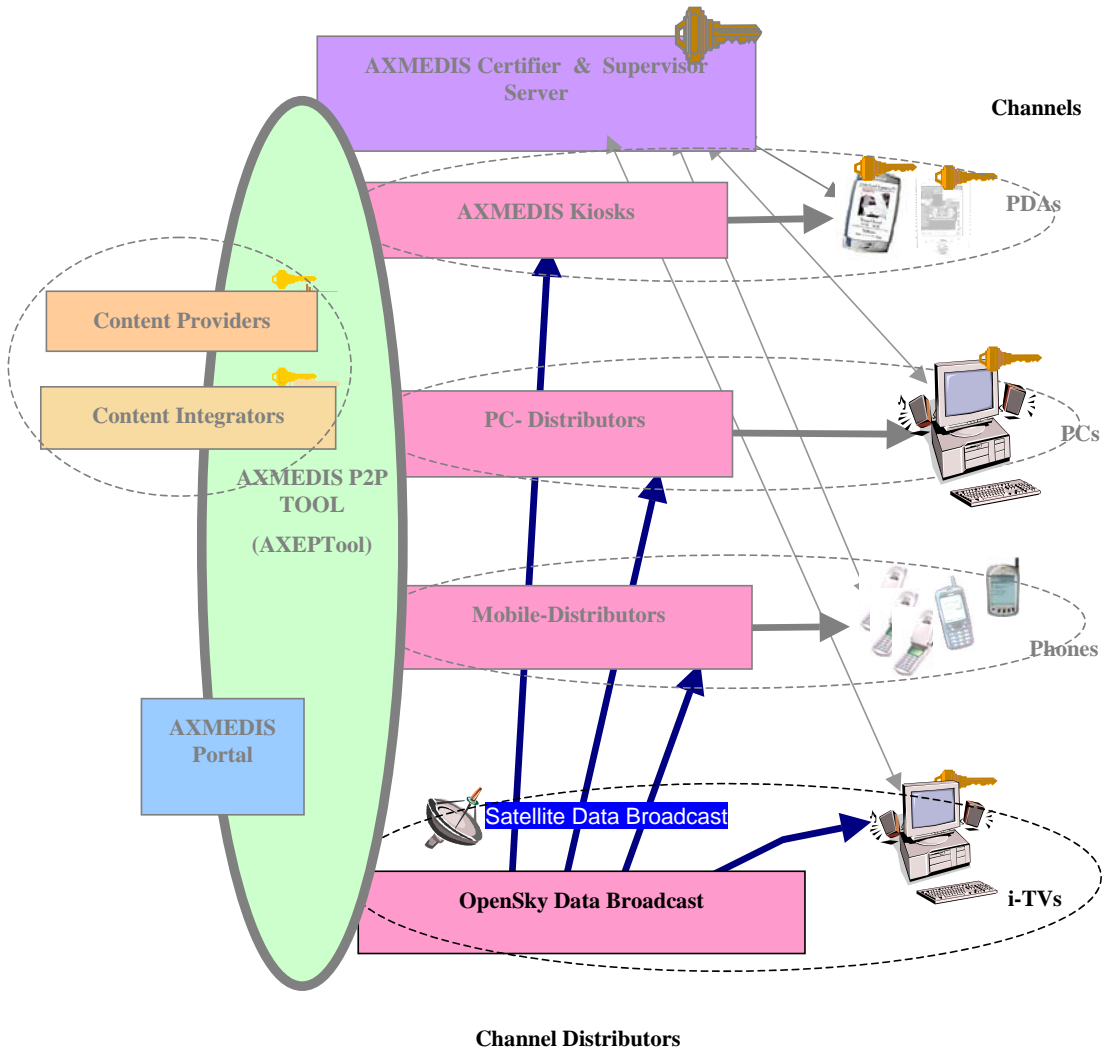 AXMEDIS Certifier & Supervisor
Server
Channels
AXMEDIS Kiosks
PDAs
Content Providers
Content Integrators
PC- Distributors
PCs
AXMEDIS P2P
TOOL
(AXEPTool)
Mobile-Distributors
Phones
AXMEDIS
Portal
Satellite Data Broadcast
OpenSky Data Broadcast
i-TVs
Channel Distributors